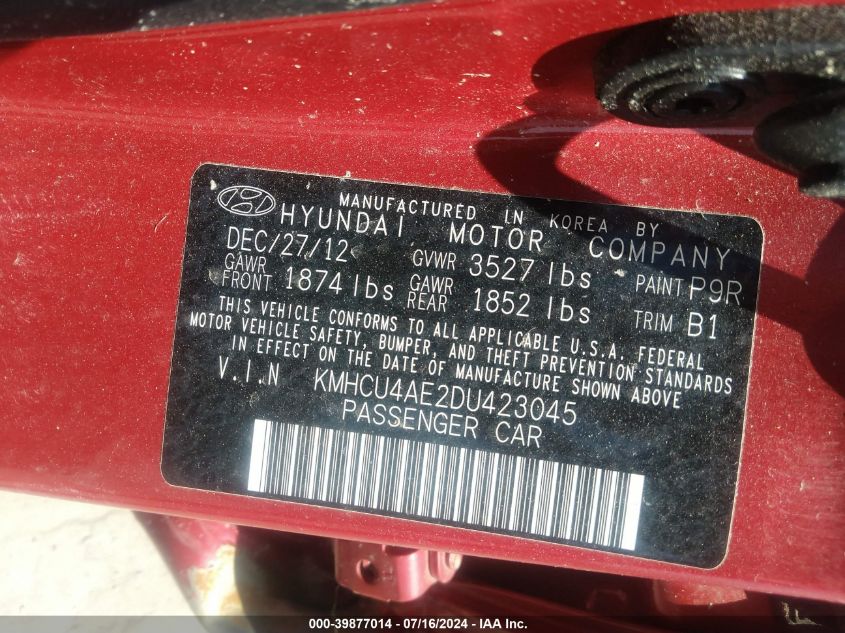 MANUFACTURED IN KOREA BY
HYUNDAI MOTOR COMPANY
DEC/27/12 GVWR 3527 lbs PAINT P9R
GAWR FRONT 1874 lbs GAWR REAR 1852 lbs TRIM B1
THIS VEHICLE CONFORMS TO ALL APPLICABLE U.S.A. FEDERAL
MOTOR VEHICLE SAFETY, BUMPER, AND THEFT PREVENTION STANDARDS
IN EFFECT ON THE DATE OF MANUFACTURE SHOWN ABOVE
V.I.N KMHCU4AE2DU423045
PASSENGER CAR
000-39877014 - 07/16/2024 - IAA Inc.